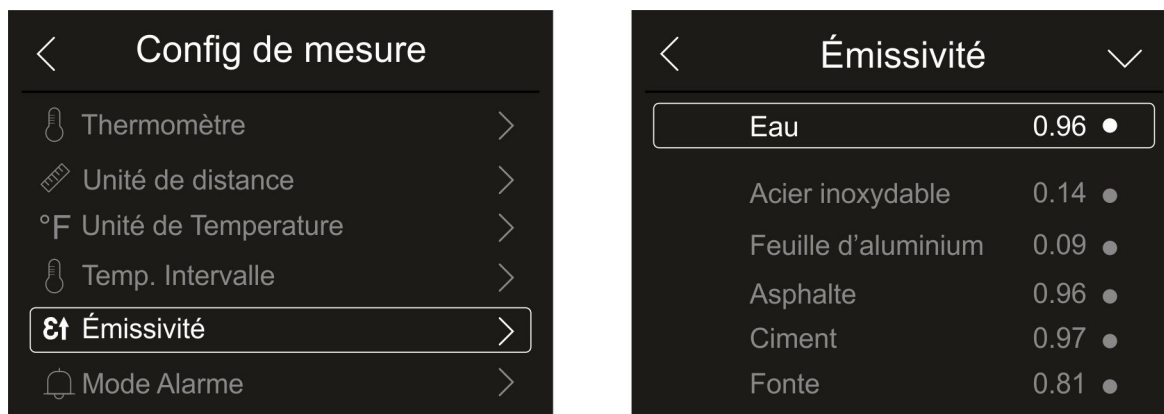 Config de mesure
Thermomètre
Unité de distance
°F Unité de Temperature
Temp. Intervalle
Ɛ↑ Émissivité
Mode Alarme
Émissivité
Eau 0.96
Acier inoxydable 0.14
Feuille d’aluminium 0.09
Asphalte 0.96
Ciment 0.97
Fonte 0.81